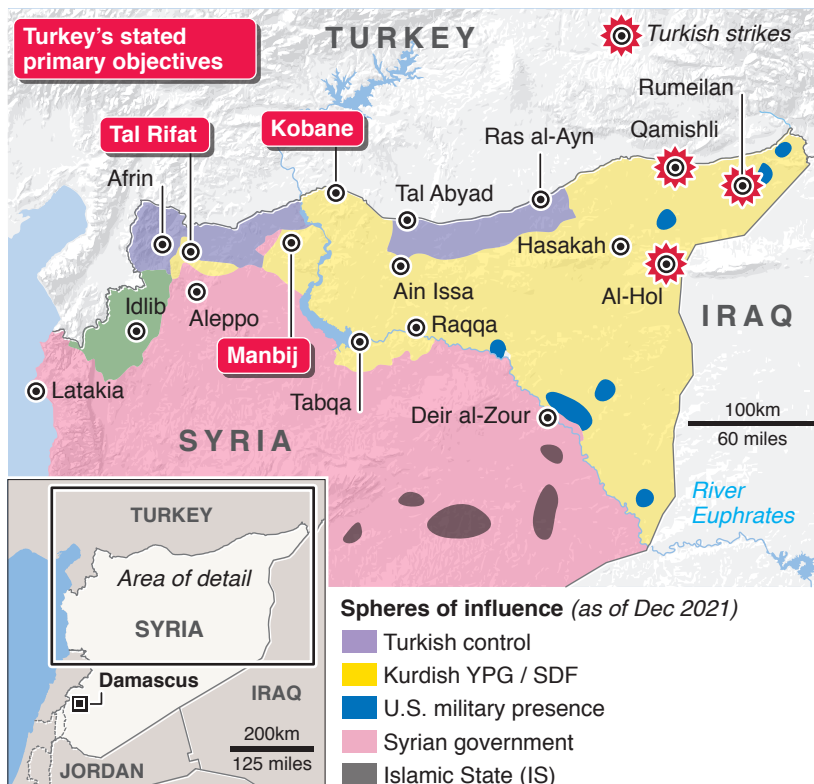 Turkey's stated
primary objectives
TURKEY
Turkish strikes
Rumeilan
Qamishli
Kobane
Tal Rifat
Ras al-Ayn
Afrin
Tal Abyad
Hasakah
Ain Issa
Al-Hol
Idlib
Aleppo
IRAQ
Raqqa
Manbij
Latakia
Tabqa
Deir al-Zour
100km
60 miles
SYRIA
River
Euphrates
TURKEY
Area of detail
SYRIA
Damascus
IRAQ
200km
125 miles
JORDAN
Spheres of influence (as of Dec 2021)
Turkish control
Kurdish YPG / SDF
U.S. military presence
Syrian government
Islamic State (IS)